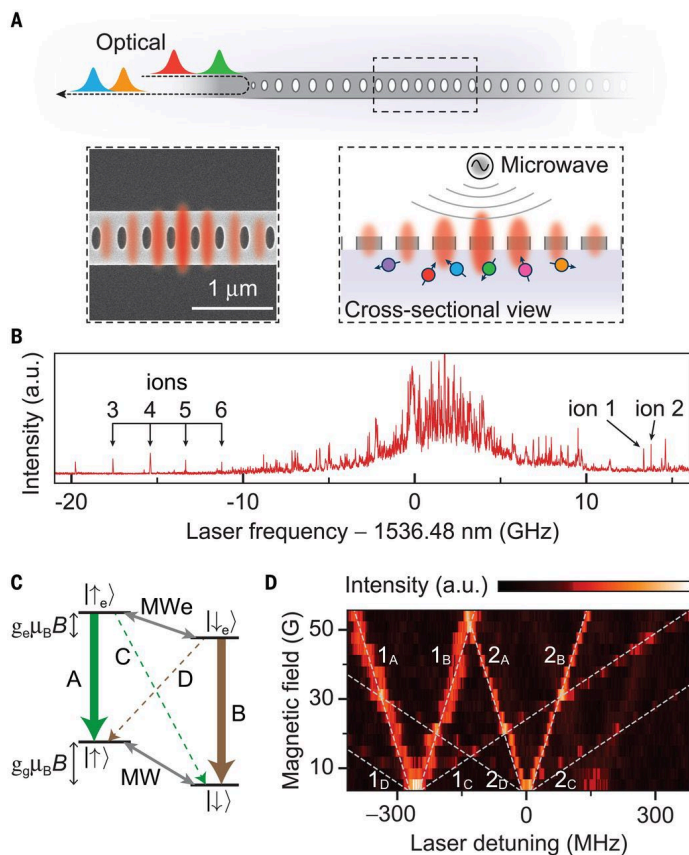 A
Optical
Microwave
1 μm
Cross-sectional view
B
Intensity (a.u.)
ions
3 4 5 6
ion 1 ion 2
-20 -10 0 10
Laser frequency – 1536.48 nm (GHz)
C
|↑e⟩
MWe
|↓e⟩
geμBB
A
C
D
B
ggμBB
|↑⟩
MW
|↓⟩
D
Intensity (a.u.)
Magnetic field (G)
50
30
10
1A 1B 2A 2B
1D 1C 2D 2C
−300 0 300
Laser detuning (MHz)